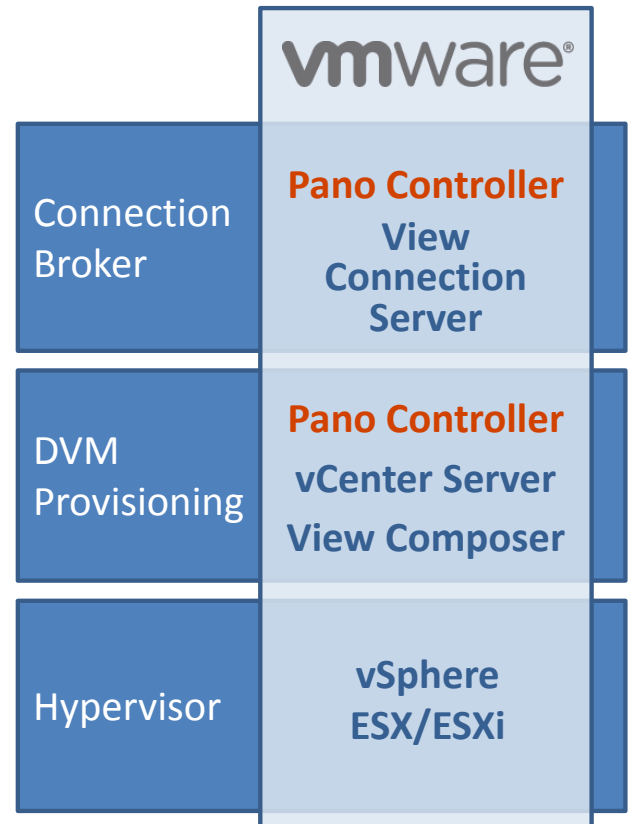 vmware®
Connection
Broker
Pano Controller
View
Connection
Server
DVM
Provisioning
Pano Controller
vCenter Server
View Composer
Hypervisor
vSphere
ESX/ESXi